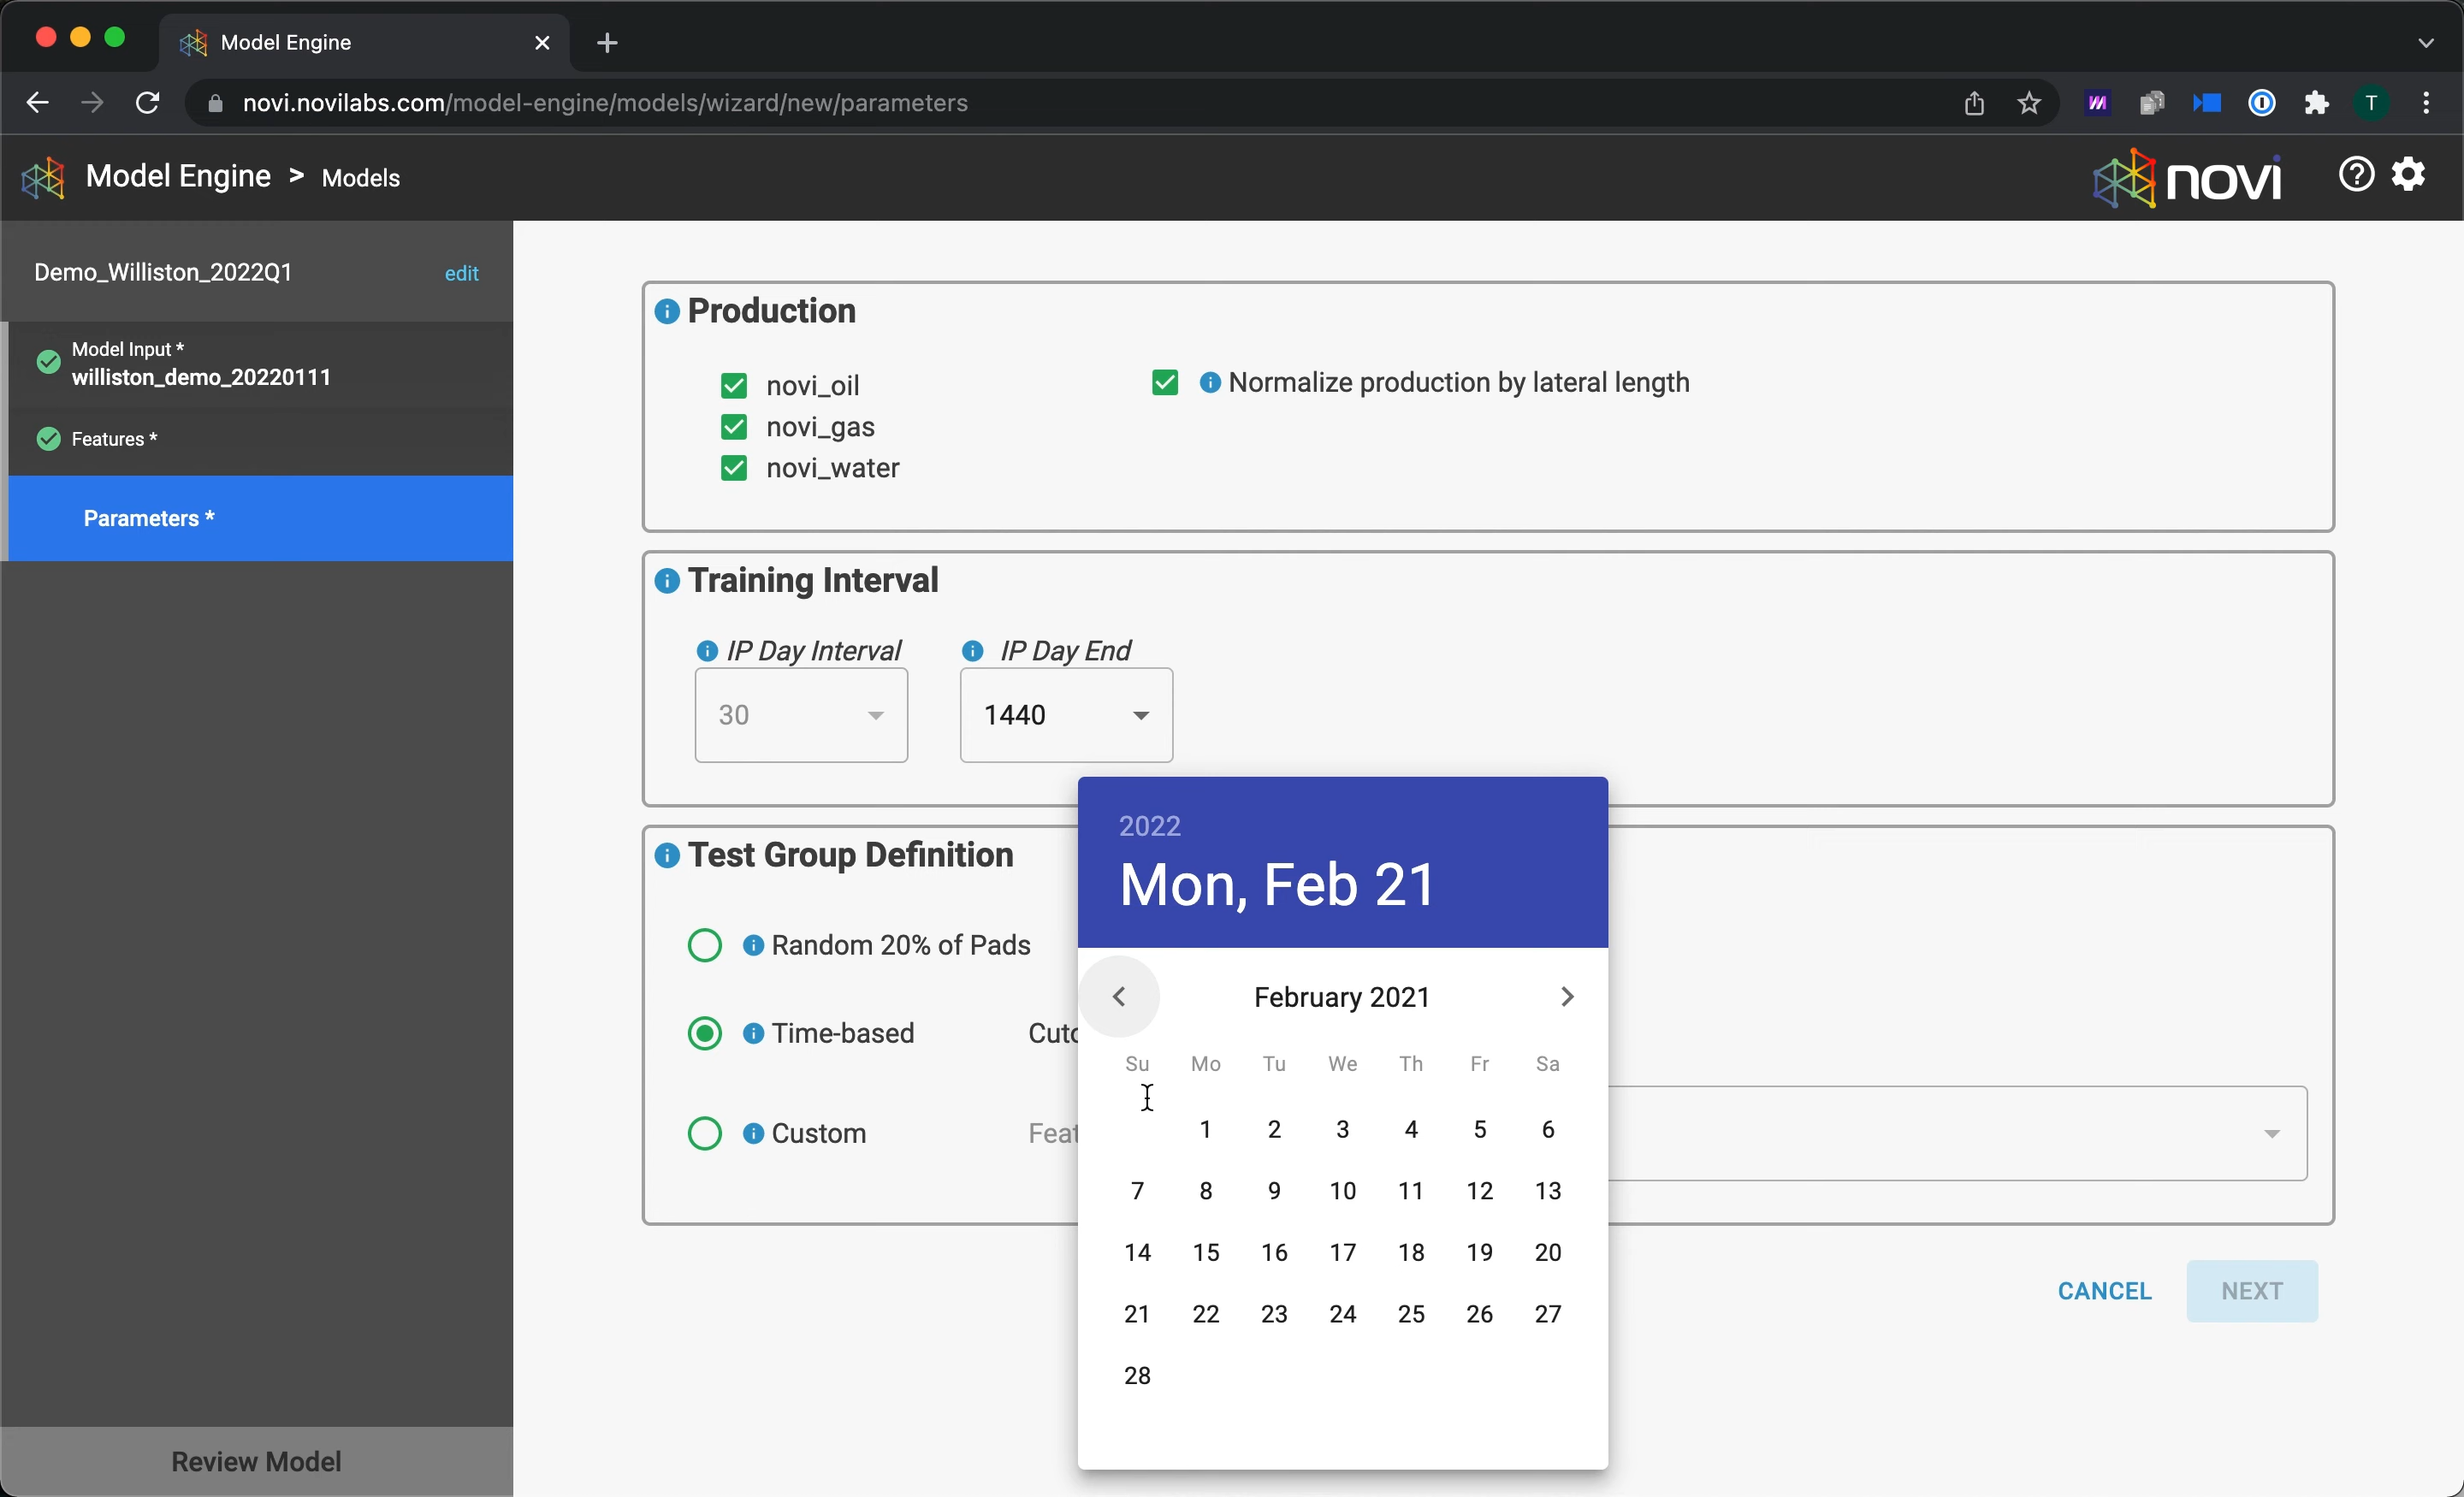 Model Engine
novi.novilabs.com/model-engine/models/wizard/new/parameters
T
Model Engine > Models
novi
Demo_Williston_2022Q1 edit
Model Input *
williston_demo_20220111
Features *
Parameters *
Review Model
Production
novi_oil
novi_gas
novi_water
Normalize production by lateral length
Training Interval
IP Day Interval
IP Day End
30
1440
Test Group Definition
Random 20% of Pads
Time-based
Cuto
Custom
Feat
2022
Mon, Feb 21
February 2021
Su Mo Tu We Th Fr Sa
1 2 3 4 5 6
7 8 9 10 11 12 13
14 15 16 17 18 19 20
21 22 23 24 25 26 27
28
CANCEL
NEXT